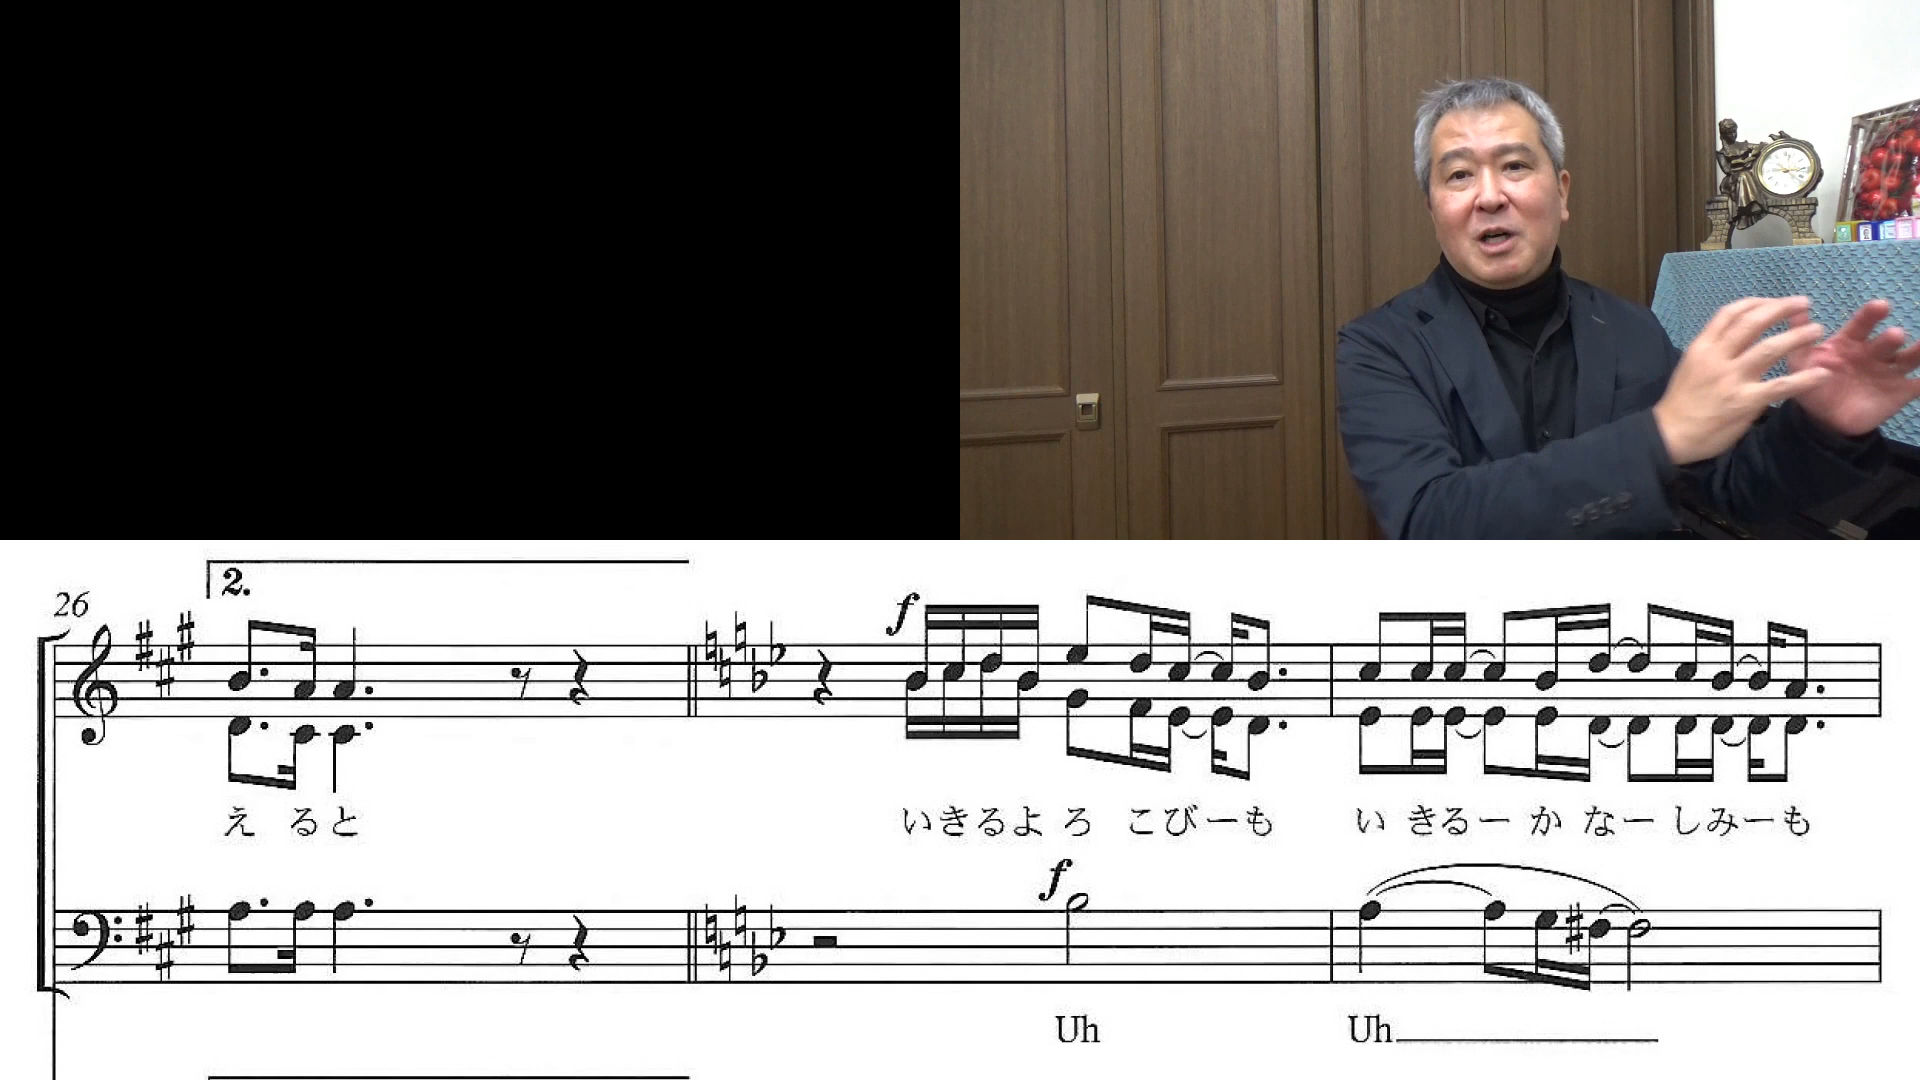 2.
26
f
え ると いきるよ ろ こびーも い きるー か なー しみーも
f
Uh Uh